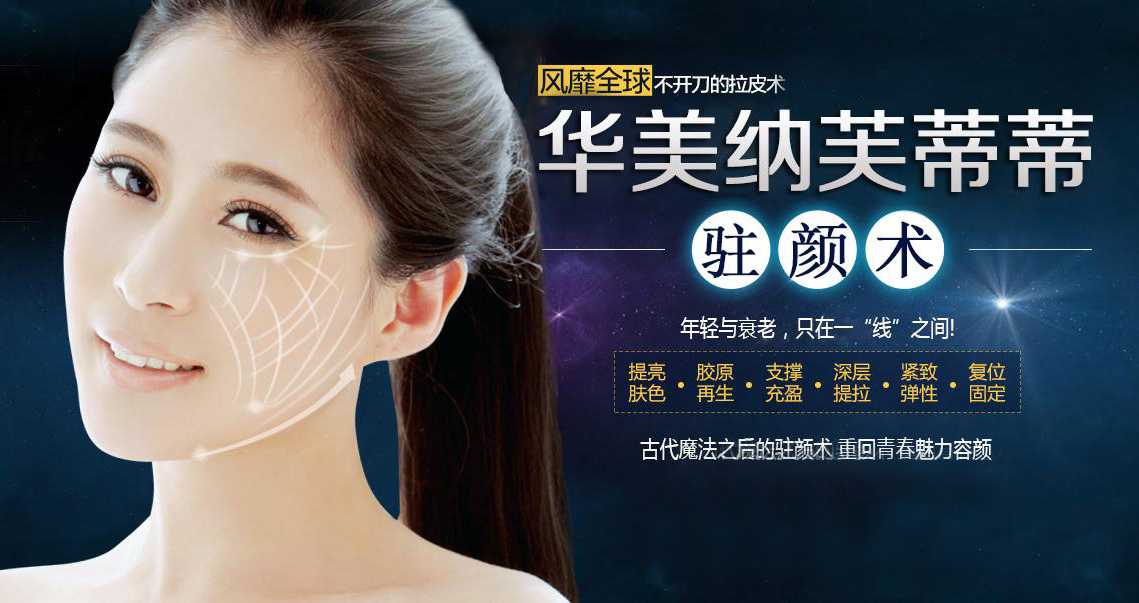 风靡全球 不开刀的拉皮术
华美纳芙蒂蒂
驻颜术
年轻与衰老，只在一“线”之间!
提亮肤色 • 胶原再生 • 支撑充盈 • 深层提拉 • 紧致弹性 • 复位固定
古代魔法之后的驻颜术 重回青春魅力容颜